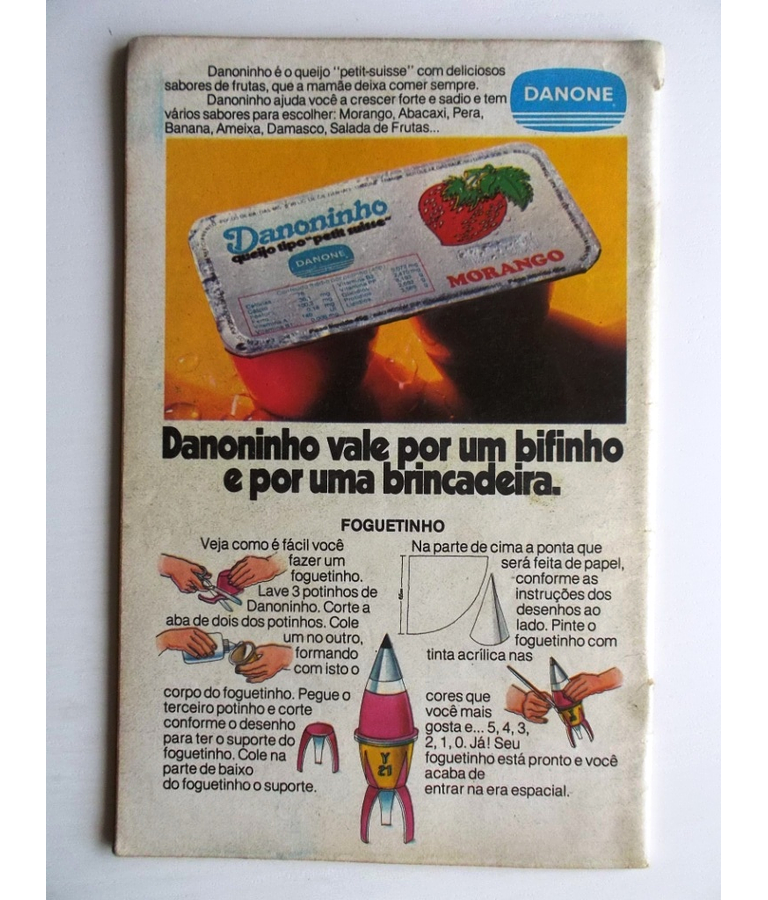 Danoninho é o queijo "petit-suisse" com deliciosos
sabores de frutas, que a mamãe deixa comer sempre.
Danoninho ajuda você a crescer forte e sadio e tem
vários sabores para escolher: Morango, Abacaxi, Pera,
Banana, Ameixa, Damasco, Salada de Frutas...
DANONE
Danoninho
queijo tipo "petit suisse"
DANONE
MORANGO
Danoninho vale por um bifinho
e por uma brincadeira.
FOGUETINHO
Veja como é fácil você
fazer um
foguetinho.
Lave 3 potinhos de
Danoninho. Corte a
aba de dois dos potinhos. Cole
um no outro,
formando
com isto o
corpo do foguetinho. Pegue o
terceiro potinho e corte
conforme o desenho
para ter o suporte do
foguetinho. Cole na
parte de baixo
do foguetinho o suporte.
Y
21
Na parte de cima a ponta que
será feita de papel,
conforme as
instruções dos
desenhos ao
lado. Pinte o
foguetinho com
tinta acrílica nas
cores que
você mais
gosta e... 5, 4, 3,
2, 1, 0. Já! Seu
foguetinho está pronto e você
acaba de
entrar na era espacial.